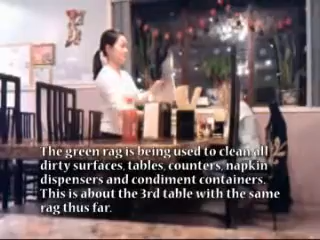 The green rag is being used to clean all
dirty surfaces, tables, counters, napkin
dispensers and condiment containers.
This is about the 3rd table with the same
rag thus far.